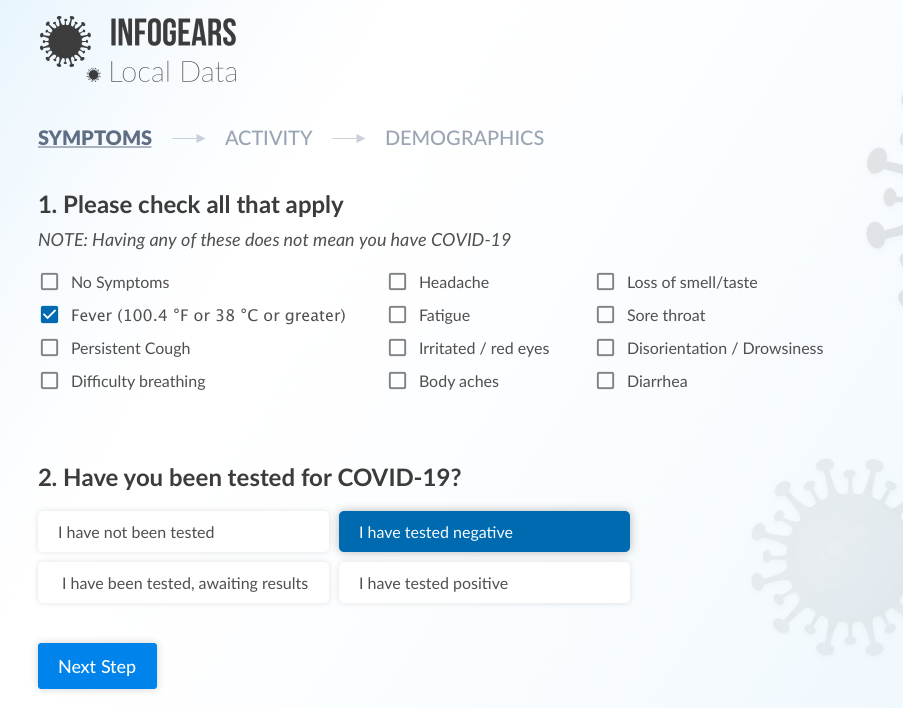 INFOGEARS
Local Data
SYMPTOMS ACTIVITY DEMOGRAPHICS
1. Please check all that apply
NOTE: Having any of these does not mean you have COVID-19
No Symptoms Headache Loss of smell/taste
Fever (100.4 °F or 38 °C or greater) Fatigue Sore throat
Persistent Cough Irritated / red eyes Disorientation / Drowsiness
Difficulty breathing Body aches Diarrhea
2. Have you been tested for COVID-19?
I have not been tested I have tested negative
I have been tested, awaiting results I have tested positive
Next Step